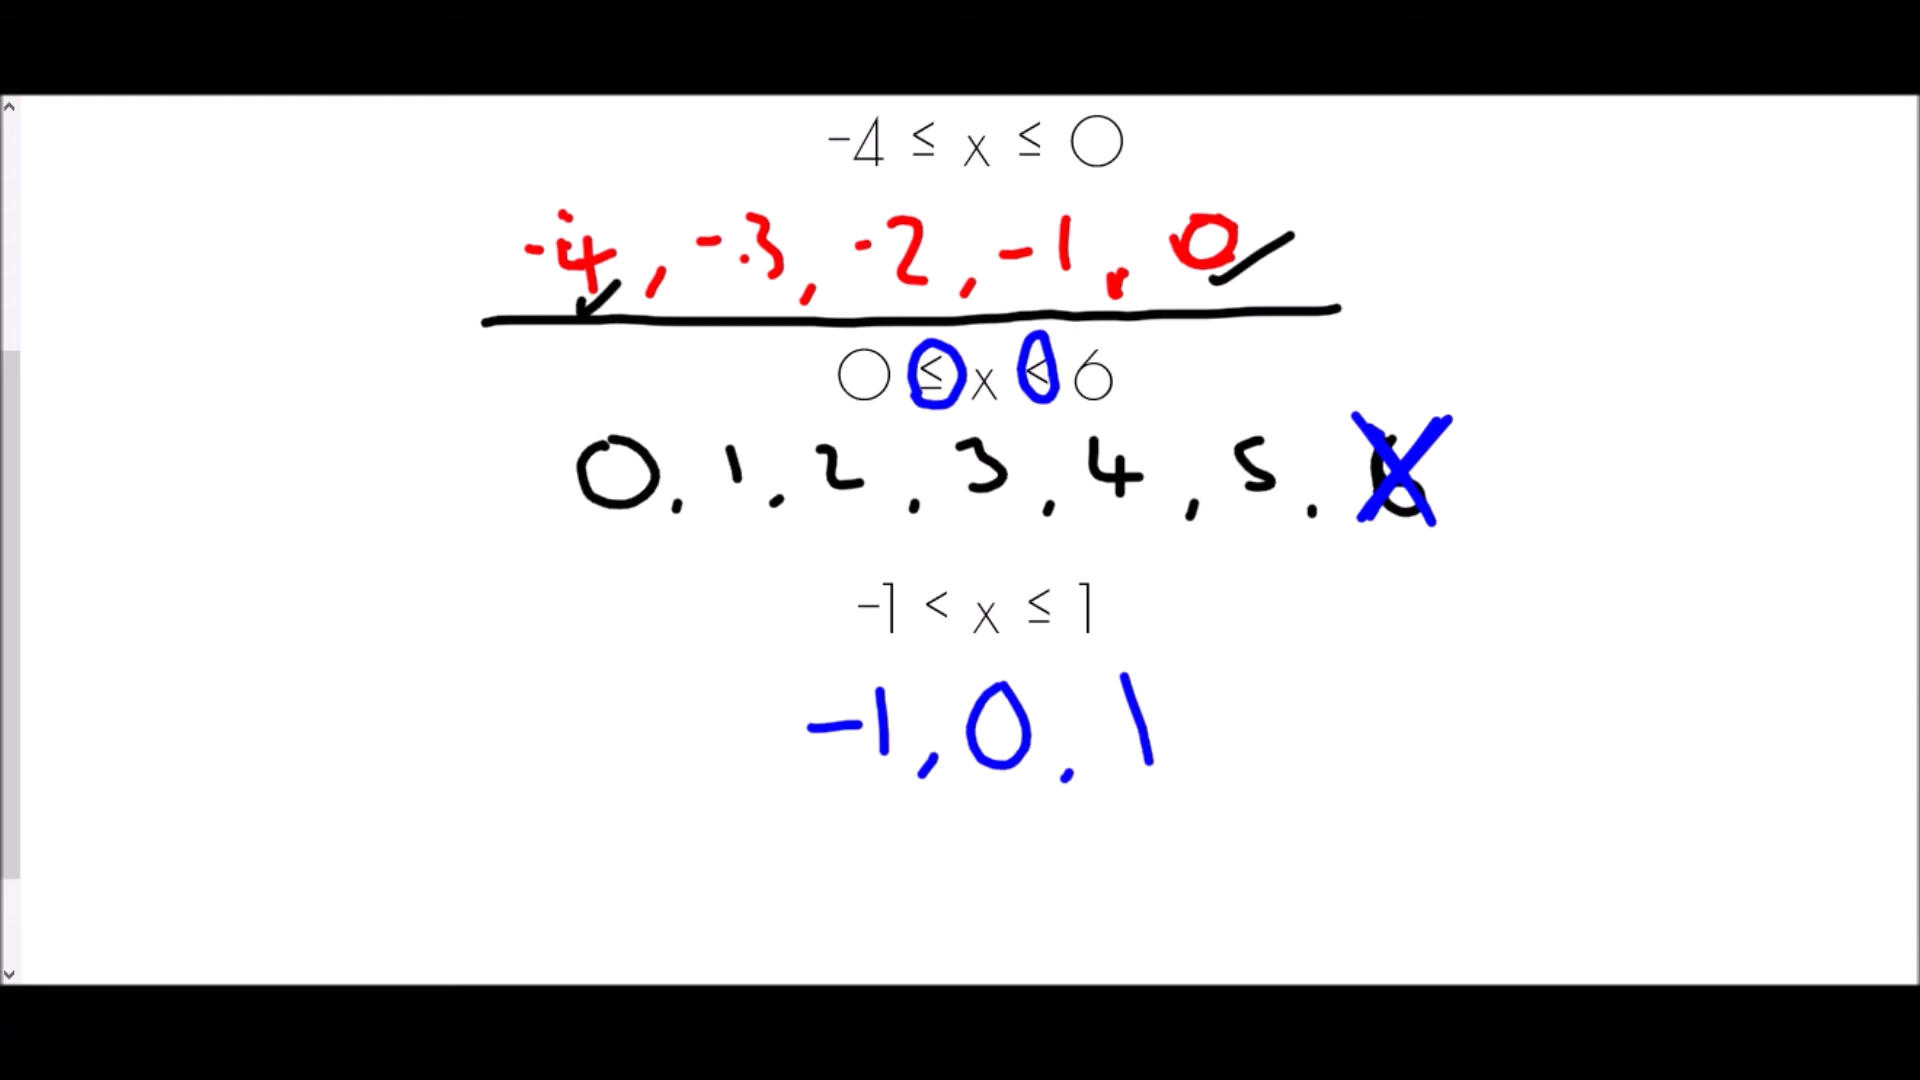 -4 ≤ x ≤ 0
-4, -3, -2, -1, 0
0 ≤ x < 6
0, 1, 2, 3, 4, 5, 6
-1 < x ≤ 1
-1, 0, 1